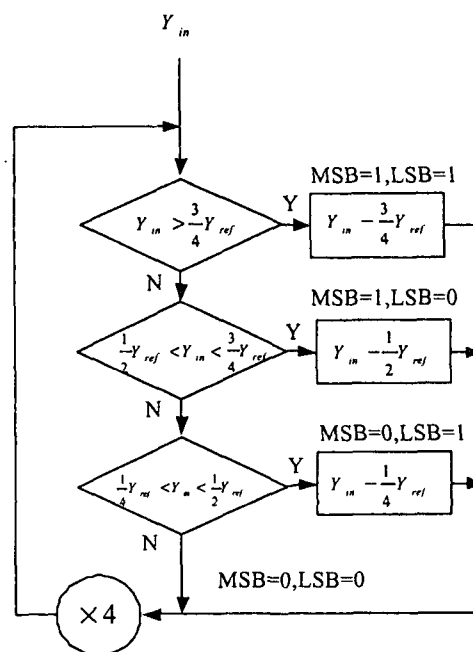 Y_in
MSB=1,LSB=1
Y_in > 3/4 Y_ref
Y
Y_in − 3/4 Y_ref
N
MSB=1,LSB=0
1/2 Y_ref < Y_in < 3/4 Y_ref
Y
Y_in − 1/2 Y_ref
N
MSB=0,LSB=1
1/4 Y_ref < Y_in < 1/2 Y_ref
Y
Y_in − 1/4 Y_ref
N
MSB=0,LSB=0
×4